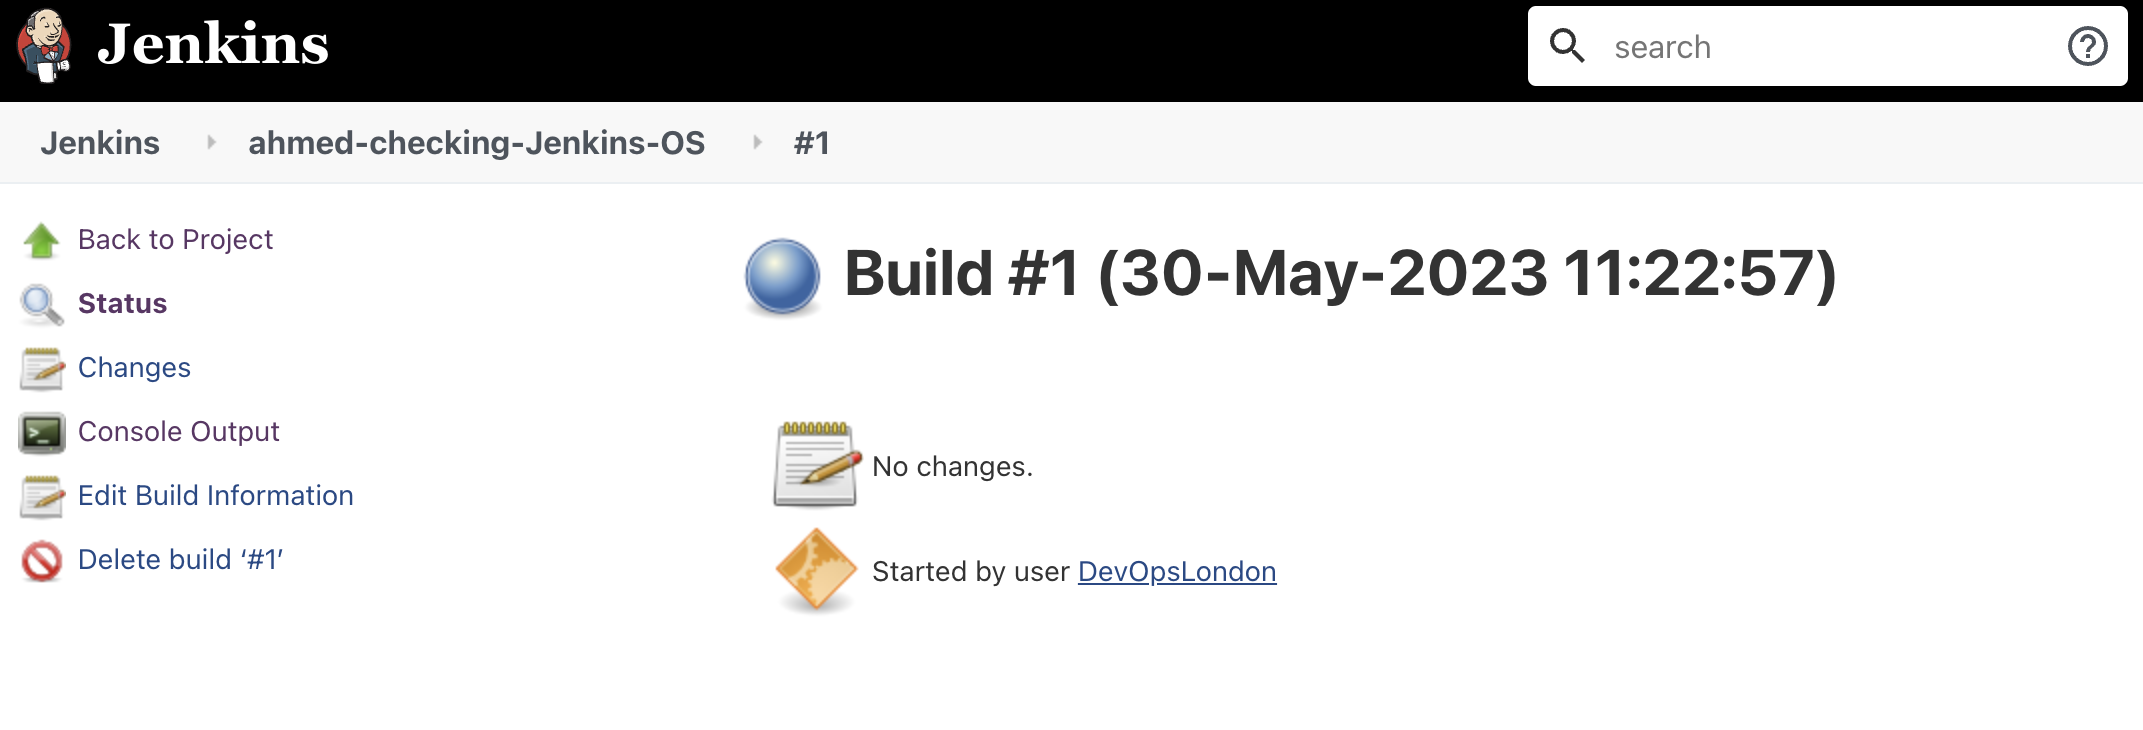 Jenkins
search
Jenkins ahmed-checking-Jenkins-OS #1
Back to Project
Status
Changes
Console Output
Edit Build Information
Delete build ‘#1’
Build #1 (30-May-2023 11:22:57)
No changes.
Started by user DevOpsLondon